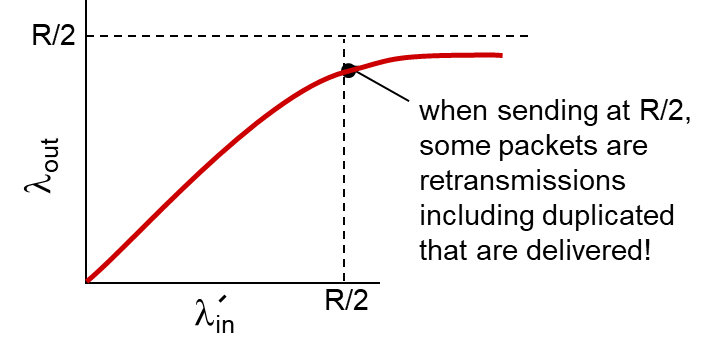 R/2
when sending at R/2,
some packets are
retransmissions
including duplicated
that are delivered!
λout
R/2
λ´in